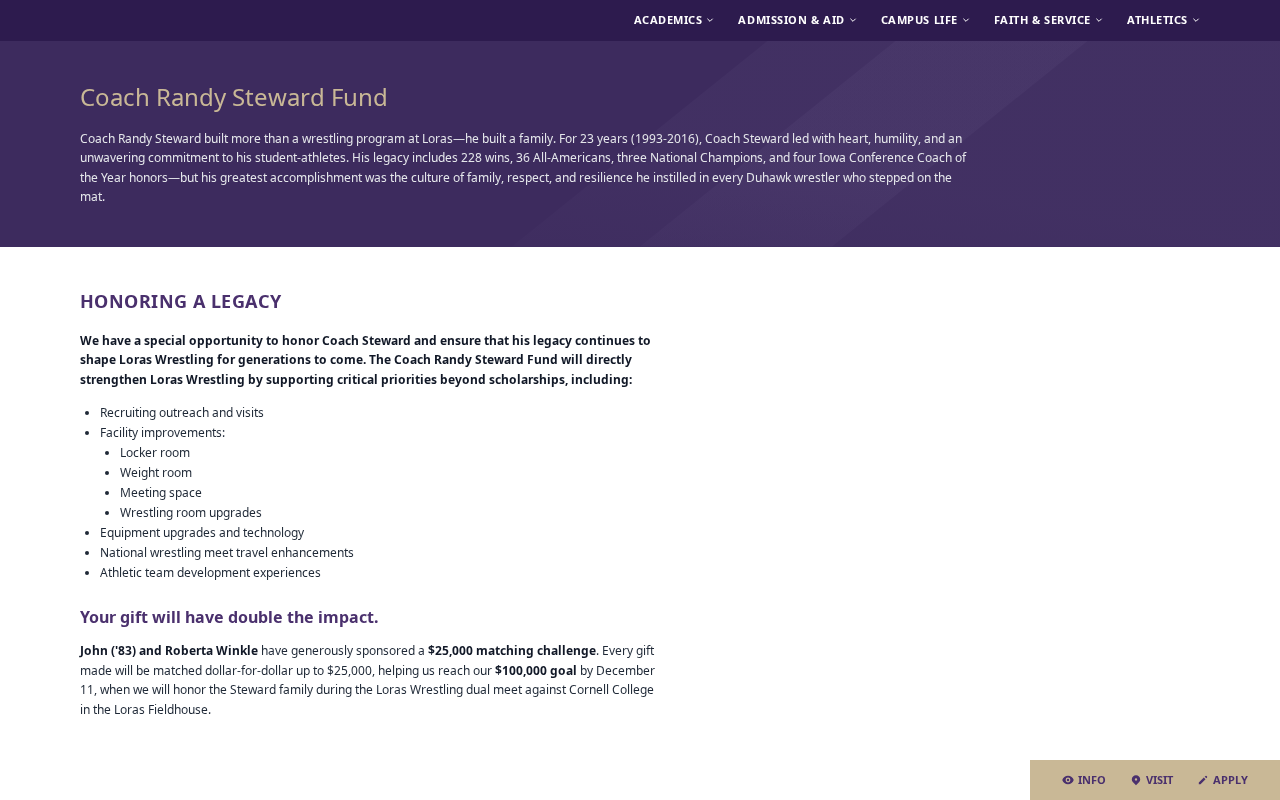 ACADEMICS ADMISSION & AID CAMPUS LIFE FAITH & SERVICE ATHLETICS
Coach Randy Steward Fund
Coach Randy Steward built more than a wrestling program at Loras—he built a family. For 23 years (1993-2016), Coach Steward led with heart, humility, and an
unwavering commitment to his student-athletes. His legacy includes 228 wins, 36 All-Americans, three National Champions, and four Iowa Conference Coach of
the Year honors—but his greatest accomplishment was the culture of family, respect, and resilience he instilled in every Duhawk wrestler who stepped on the
mat.
HONORING A LEGACY
We have a special opportunity to honor Coach Steward and ensure that his legacy continues to
shape Loras Wrestling for generations to come. The Coach Randy Steward Fund will directly
strengthen Loras Wrestling by supporting critical priorities beyond scholarships, including:
• Recruiting outreach and visits
• Facility improvements:
• Locker room
• Weight room
• Meeting space
• Wrestling room upgrades
• Equipment upgrades and technology
• National wrestling meet travel enhancements
• Athletic team development experiences
Your gift will have double the impact.
John ('83) and Roberta Winkle have generously sponsored a $25,000 matching challenge. Every gift
made will be matched dollar-for-dollar up to $25,000, helping us reach our $100,000 goal by December
11, when we will honor the Steward family during the Loras Wrestling dual meet against Cornell College
in the Loras Fieldhouse.
INFO VISIT APPLY